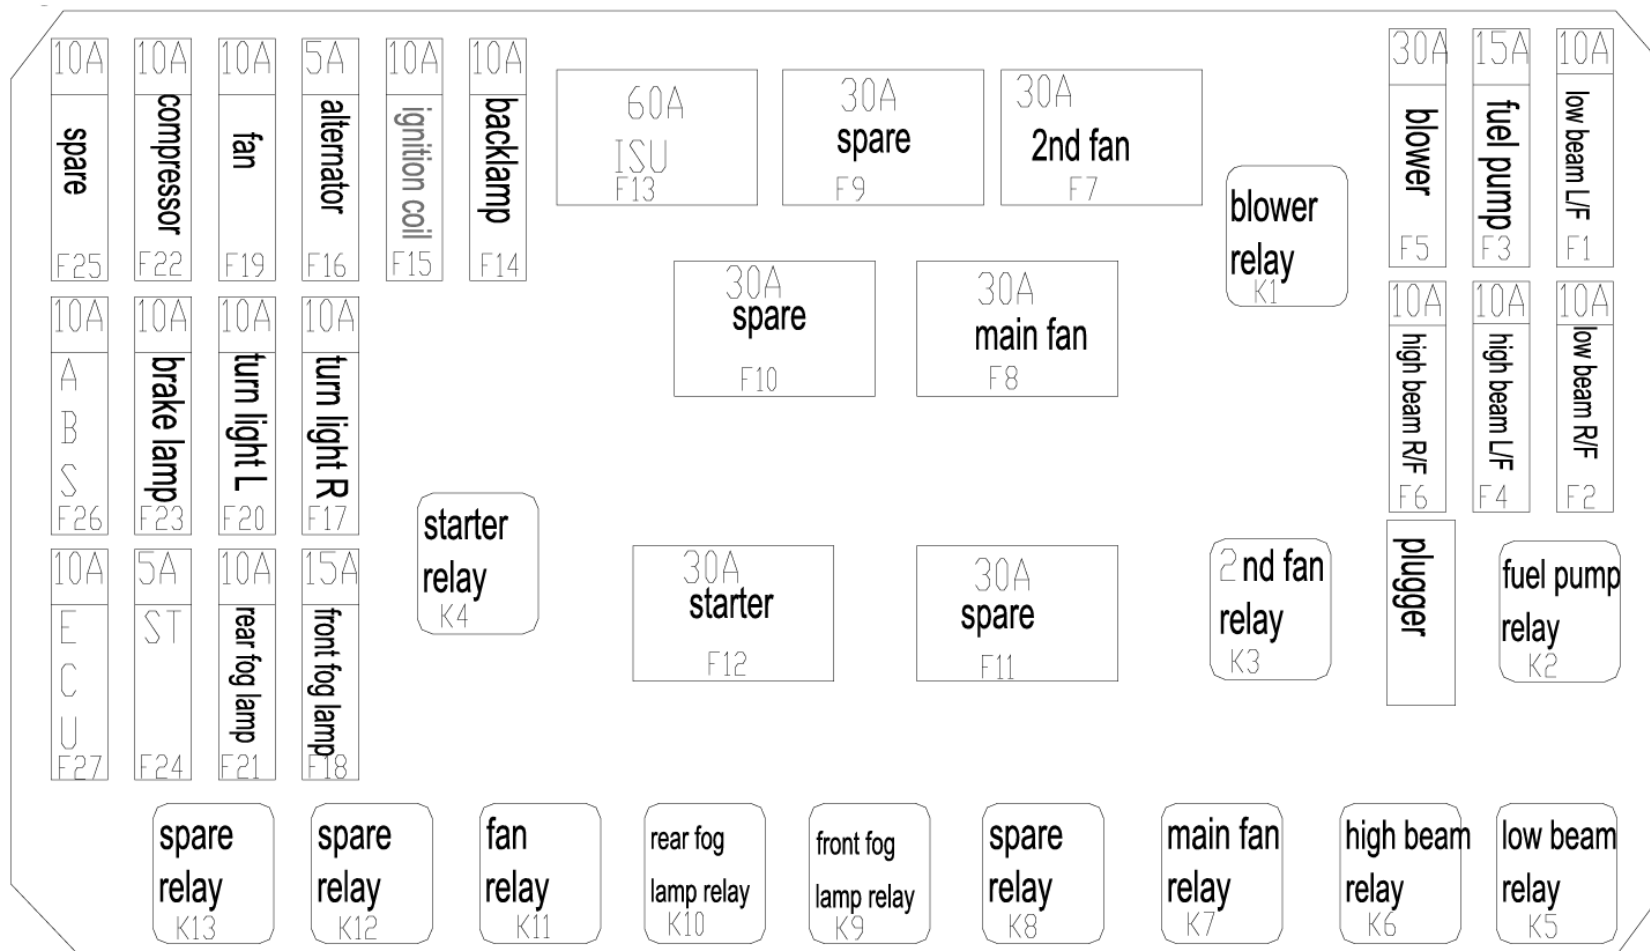 10A
spare
F25
10A
compressor
F22
10A
fan
F19
5A
alternator
F16
10A
ignition coil
F15
10A
backlamp
F14
60A
ISU
F13
30A
spare
F9
30A
2nd fan
F7
blower
relay
K1
30A
blower
F5
15A
fuel pump
F3
10A
low beam L/F
F1
10A
A
B
S
F26
10A
brake lamp
F23
10A
turn light L
F20
10A
turn light R
F17
30A
spare
F10
30A
main fan
F8
10A
high beam R/F
F6
10A
high beam L/F
F4
10A
low beam R/F
F2
10A
E
C
U
F27
5A
ST
F24
10A
rear fog lamp
F21
15A
front fog lamp
F18
starter
relay
K4
30A
starter
F12
30A
spare
F11
2nd fan
relay
K3
plugger
fuel pump
relay
K2
spare
relay
K13
spare
relay
K12
fan
relay
K11
rear fog
lamp relay
K10
front fog
lamp relay
K9
spare
relay
K8
main fan
relay
K7
high beam
relay
K6
low beam
relay
K5